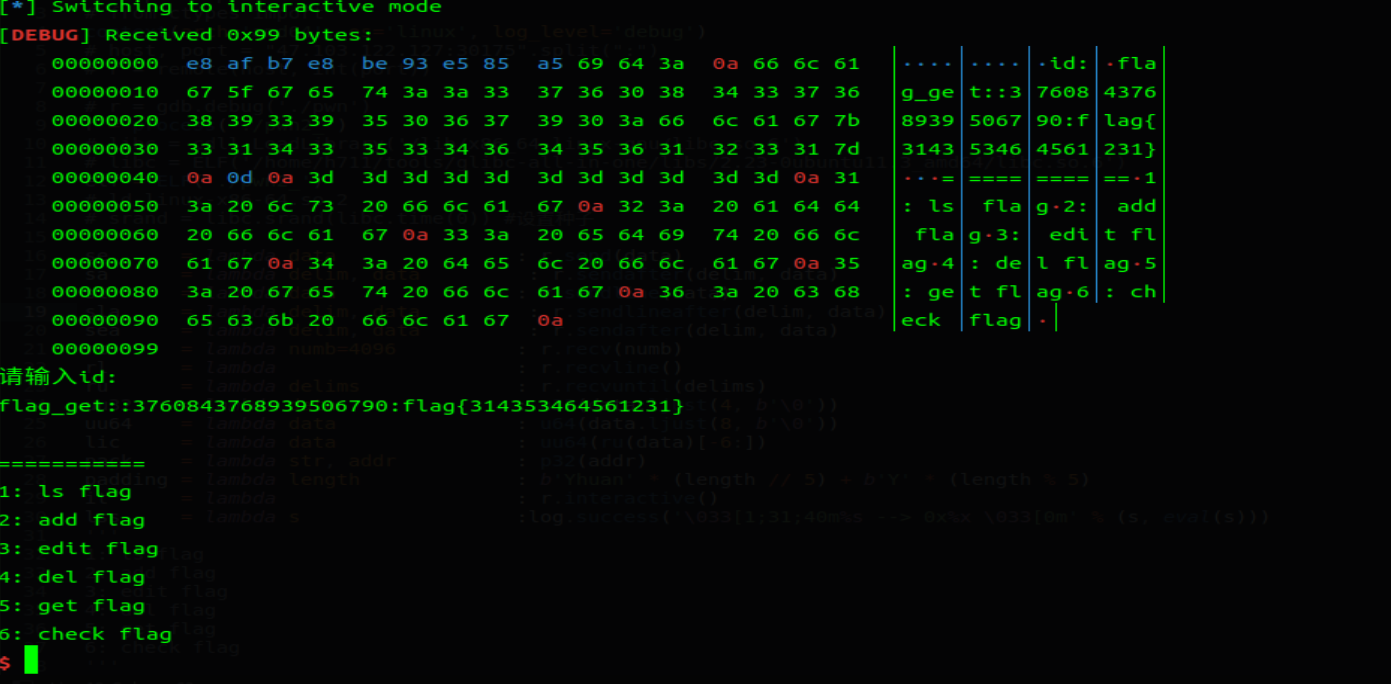 [*] Switching to interactive mode
[DEBUG] Received 0x99 bytes:
00000000 e8 af b7 e8 be 93 e5 85 a5 69 64 3a 0a 66 6c 61 │····│····│·id:│·fla│
00000010 67 5f 67 65 74 3a 3a 33 37 36 30 38 34 33 37 36 │g_ge│t::3│7608│4376│
00000020 38 39 33 39 35 30 36 37 39 30 3a 66 6c 61 67 7b │8939│5067│90:f│lag{│
00000030 33 31 34 33 35 33 34 36 34 35 36 31 32 33 31 7d │3143│5346│4561│231}│
00000040 0a 0d 0a 3d 3d 3d 3d 3d 3d 3d 3d 3d 3d 3d 0a 31 │···=│====│====│==·1│
00000050 3a 20 6c 73 20 66 6c 61 67 0a 32 3a 20 61 64 64 │: ls│ fla│g·2:│ add│
00000060 20 66 6c 61 67 0a 33 3a 20 65 64 69 74 20 66 6c │ fla│g·3:│ edi│t fl│
00000070 61 67 0a 34 3a 20 64 65 6c 20 66 6c 61 67 0a 35 │ag·4│: de│l fl│ag·5│
00000080 3a 20 67 65 74 20 66 6c 61 67 0a 36 3a 20 63 68 │: ge│t fl│ag·6│: ch│
00000090 65 63 6b 20 66 6c 61 67 0a │eck │flag│·│
00000099
请输入id:
flag_get::3760843768939506790:flag{314353464561231}
===========
1: ls flag
2: add flag
3: edit flag
4: del flag
5: get flag
6: check flag
$